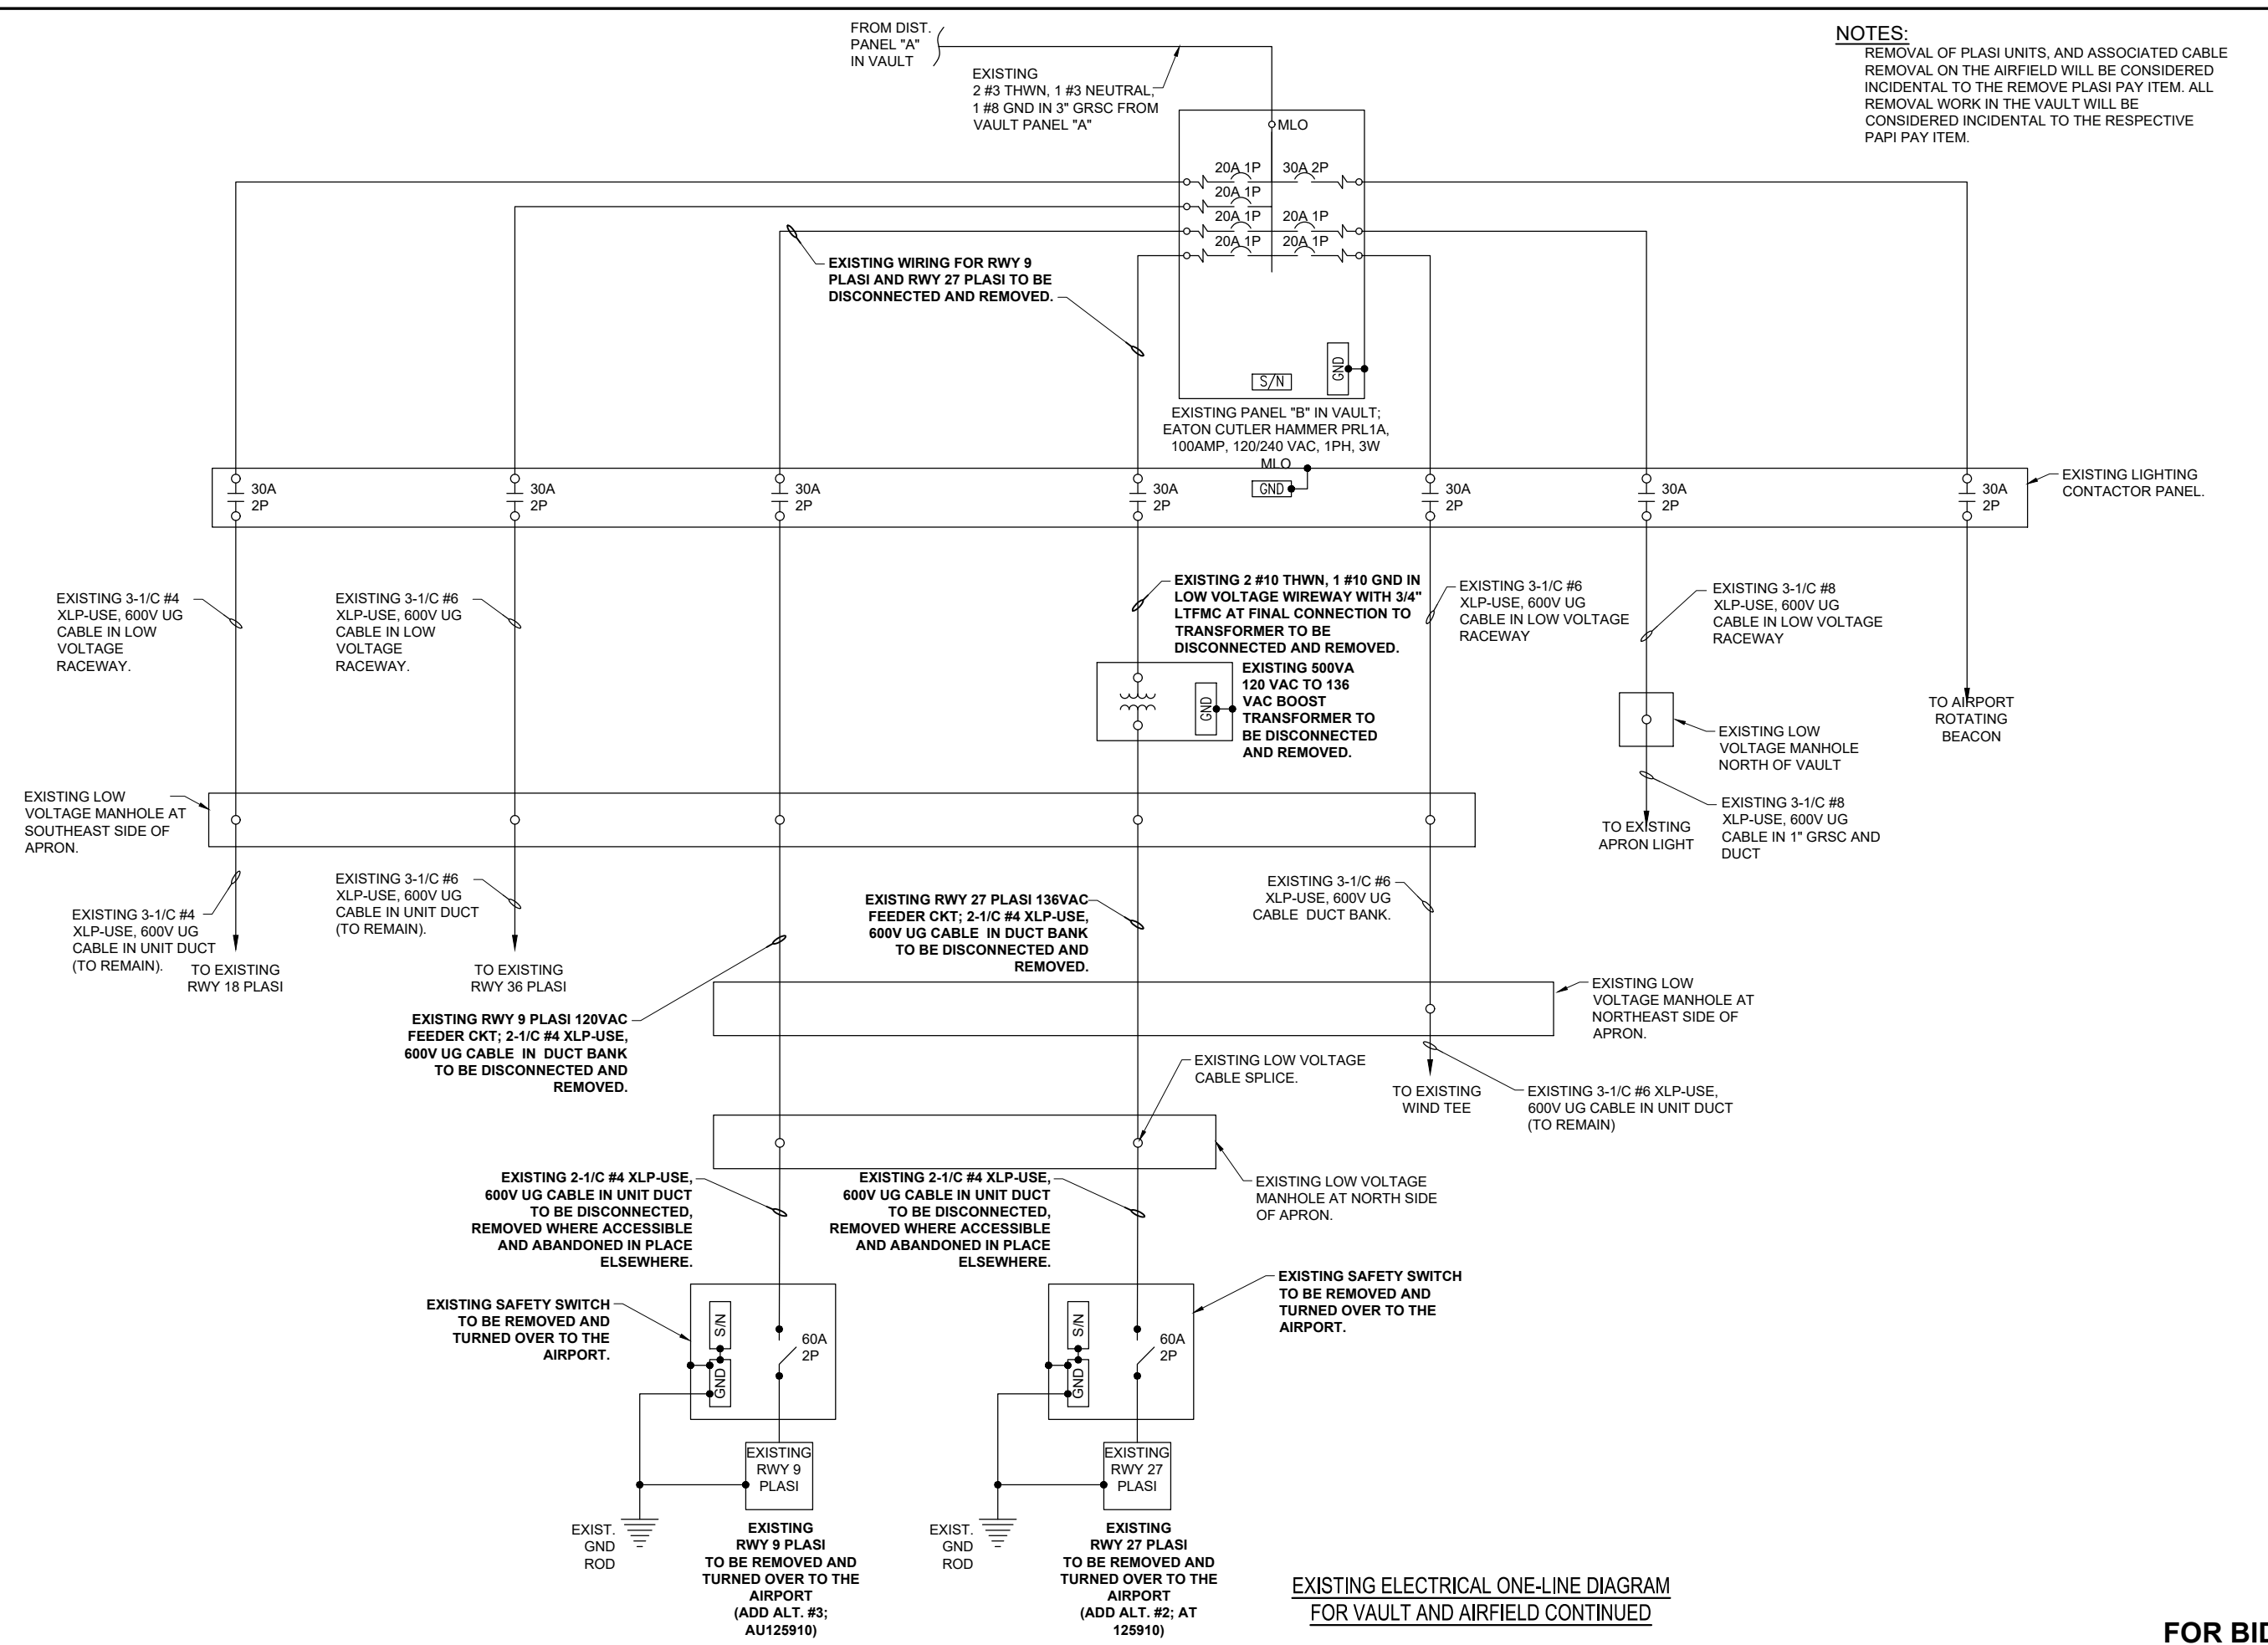 FROM DIST.
PANEL "A"
IN VAULT
EXISTING
2 #3 THWN, 1 #3 NEUTRAL,
1 #8 GND IN 3" GRSC FROM
VAULT PANEL "A"
NOTES:
REMOVAL OF PLASI UNITS, AND ASSOCIATED CABLE
REMOVAL ON THE AIRFIELD WILL BE CONSIDERED
INCIDENTAL TO THE REMOVE PLASI PAY ITEM. ALL
REMOVAL WORK IN THE VAULT WILL BE
CONSIDERED INCIDENTAL TO THE RESPECTIVE
PAPI PAY ITEM.
MLO
20A 1P
30A 2P
20A 1P
20A 1P
20A 1P
20A 1P
20A 1P
EXISTING WIRING FOR RWY 9
PLASI AND RWY 27 PLASI TO BE
DISCONNECTED AND REMOVED.
S/N
GND
EXISTING PANEL "B" IN VAULT;
EATON CUTLER HAMMER PRL1A,
100AMP, 120/240 VAC, 1PH, 3W
MLO
GND
30A
2P
30A
2P
30A
2P
30A
2P
30A
2P
30A
2P
30A
2P
EXISTING LIGHTING
CONTACTOR PANEL.
EXISTING 3-1/C #4
XLP-USE, 600V UG
CABLE IN LOW
VOLTAGE
RACEWAY.
EXISTING 3-1/C #6
XLP-USE, 600V UG
CABLE IN LOW
VOLTAGE
RACEWAY.
EXISTING 2 #10 THWN, 1 #10 GND IN
LOW VOLTAGE WIREWAY WITH 3/4"
LTFMC AT FINAL CONNECTION TO
TRANSFORMER TO BE
DISCONNECTED AND REMOVED.
EXISTING 3-1/C #6
XLP-USE, 600V UG
CABLE IN LOW VOLTAGE
RACEWAY
EXISTING 3-1/C #8
XLP-USE, 600V UG
CABLE IN LOW VOLTAGE
RACEWAY
GND
EXISTING 500VA
120 VAC TO 136
VAC BOOST
TRANSFORMER TO
BE DISCONNECTED
AND REMOVED.
TO AIRPORT
ROTATING
BEACON
EXISTING LOW
VOLTAGE MANHOLE
NORTH OF VAULT
EXISTING LOW
VOLTAGE MANHOLE AT
SOUTHEAST SIDE OF
APRON.
EXISTING 3-1/C #8
XLP-USE, 600V UG
CABLE IN 1" GRSC AND
DUCT
TO EXISTING
APRON LIGHT
EXISTING 3-1/C #4
XLP-USE, 600V UG
CABLE IN UNIT DUCT
(TO REMAIN).
TO EXISTING
RWY 18 PLASI
EXISTING 3-1/C #6
XLP-USE, 600V UG
CABLE IN UNIT DUCT
(TO REMAIN).
TO EXISTING
RWY 36 PLASI
EXISTING RWY 27 PLASI 136VAC
FEEDER CKT; 2-1/C #4 XLP-USE,
600V UG CABLE IN DUCT BANK
TO BE DISCONNECTED AND
REMOVED.
EXISTING 3-1/C #6
XLP-USE, 600V UG
CABLE DUCT BANK.
EXISTING LOW
VOLTAGE MANHOLE AT
NORTHEAST SIDE OF
APRON.
EXISTING RWY 9 PLASI 120VAC
FEEDER CKT; 2-1/C #4 XLP-USE,
600V UG CABLE IN DUCT BANK
TO BE DISCONNECTED AND
REMOVED.
EXISTING LOW VOLTAGE
CABLE SPLICE.
TO EXISTING
WIND TEE
EXISTING 3-1/C #6 XLP-USE,
600V UG CABLE IN UNIT DUCT
(TO REMAIN)
EXISTING 2-1/C #4 XLP-USE,
600V UG CABLE IN UNIT DUCT
TO BE DISCONNECTED,
REMOVED WHERE ACCESSIBLE
AND ABANDONED IN PLACE
ELSEWHERE.
EXISTING 2-1/C #4 XLP-USE,
600V UG CABLE IN UNIT DUCT
TO BE DISCONNECTED,
REMOVED WHERE ACCESSIBLE
AND ABANDONED IN PLACE
ELSEWHERE.
EXISTING LOW VOLTAGE
MANHOLE AT NORTH SIDE
OF APRON.
EXISTING SAFETY SWITCH
TO BE REMOVED AND
TURNED OVER TO THE
AIRPORT.
S/N
GND
60A
2P
S/N
GND
60A
2P
EXISTING SAFETY SWITCH
TO BE REMOVED AND
TURNED OVER TO THE
AIRPORT.
EXISTING
RWY 9
PLASI
EXISTING
RWY 27
PLASI
EXIST.
GND
ROD
EXISTING
RWY 9 PLASI
TO BE REMOVED AND
TURNED OVER TO THE
AIRPORT
(ADD ALT. #3;
AU125910)
EXIST.
GND
ROD
EXISTING
RWY 27 PLASI
TO BE REMOVED AND
TURNED OVER TO THE
AIRPORT
(ADD ALT. #2; AT
125910)
EXISTING ELECTRICAL ONE-LINE DIAGRAM
FOR VAULT AND AIRFIELD CONTINUED
FOR BID